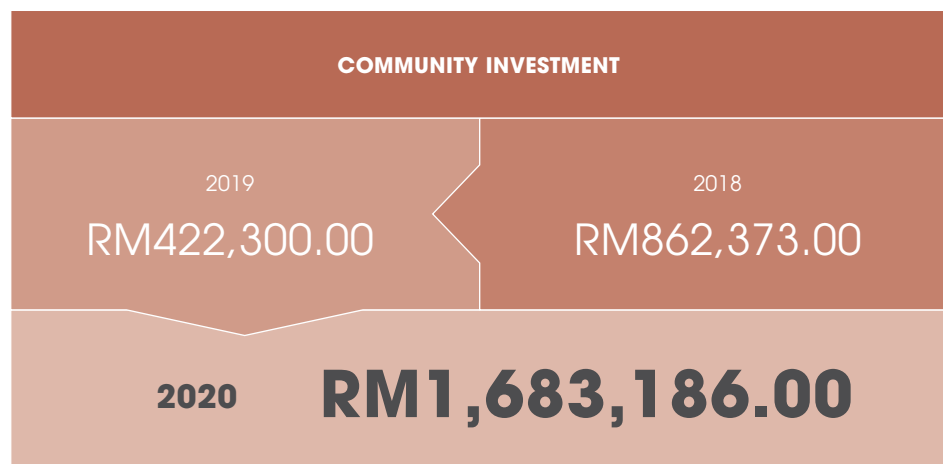 COMMUNITY INVESTMENT
2019
RM422,300.00
2018
RM862,373.00
2020
RM1,683,186.00